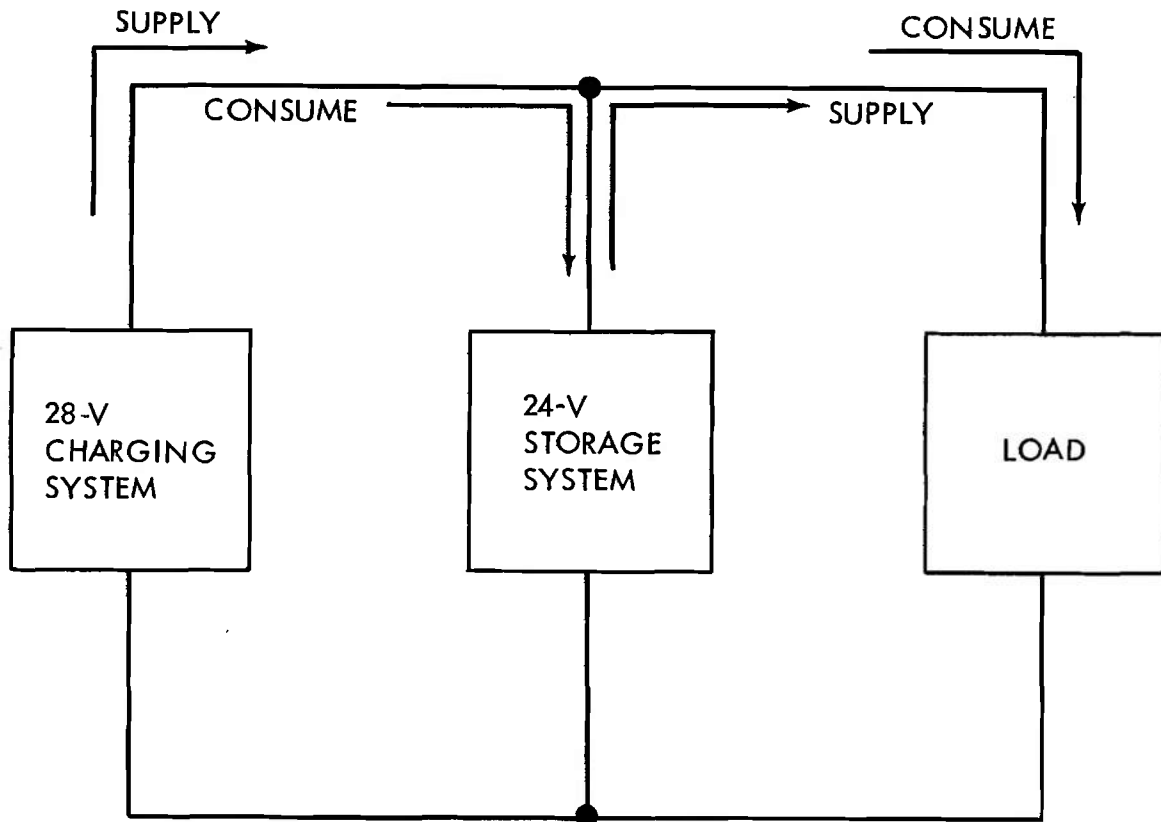 SUPPLY
CONSUME
CONSUME
SUPPLY
28-V
CHARGING
SYSTEM
24-V
STORAGE
SYSTEM
LOAD